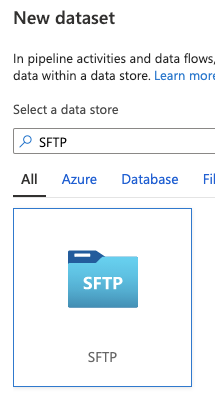 New dataset
In pipeline activities and data flows,
data within a data store. Learn more
Select a data store
SFTP
All Azure Database Fil
SFTP
SFTP